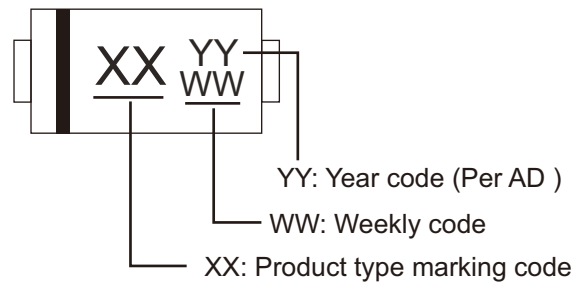 XX YY
WW
YY: Year code (Per AD )
WW: Weekly code
XX: Product type marking code